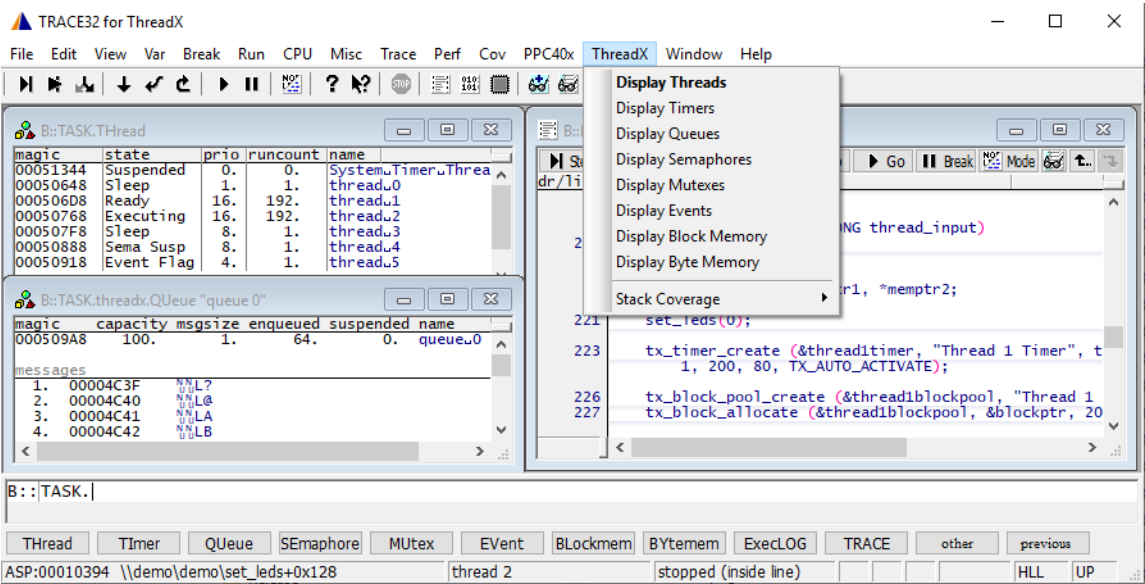 TRACE32 for ThreadX
File Edit View Var Break Run CPU Misc Trace Perf Cov PPC40x ThreadX Window Help
Display Threads
Display Timers
Display Queues
Display Semaphores
Display Mutexes
Display Events
Display Block Memory
Display Byte Memory
Stack Coverage
B::TASK.THread
magic state prio runcount name
00051344 Suspended 0. 0. System␣Timer␣Threa
00050648 Sleep 1. 1. thread␣0
000506D8 Ready 16. 192. thread␣1
00050768 Executing 16. 192. thread␣2
000507F8 Sleep 8. 1. thread␣3
00050888 Sema Susp 8. 1. thread␣4
00050918 Event Flag 4. 1. thread␣5
B::TASK.threadx.QUeue "queue 0"
magic capacity msgsize enqueued suspended name
000509A8 100. 1. 64. 0. queue␣0
messages
1. 00004C3F L?
2. 00004C40 L@
3. 00004C41 LA
4. 00004C42 LB
B::
Go Break Mode
dr/li
NG thread_input)
r1, *memptr2;
221 set_leds(0);
223 tx_timer_create (&thread1timer, "Thread 1 Timer", t
1, 200, 80, TX_AUTO_ACTIVATE);
226 tx_block_pool_create (&thread1blockpool, "Thread 1
227 tx_block_allocate (&thread1blockpool, &blockptr, 20
B::TASK.
THread TImer QUeue SEmaphore MUtex EVent BLockmem BYtemem ExecLOG TRACE other previous
ASP:00010394 \\demo\demo\set_leds+0x128 thread 2 stopped (inside line) HLL UP